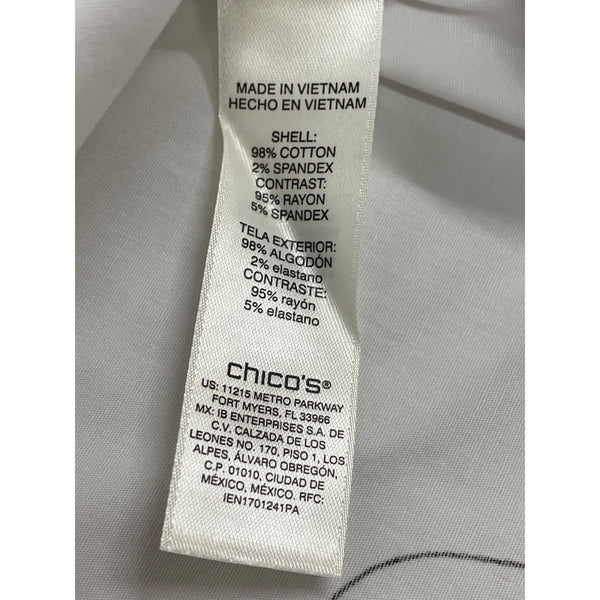 MADE IN VIETNAM
HECHO EN VIETNAM
SHELL:
98% COTTON
2% SPANDEX
CONTRAST:
95% RAYON
5% SPANDEX
TELA EXTERIOR:
98% ALGODÓN
2% elastano
CONTRASTE:
95% rayón
5% elastano
chico's®
US: 11215 METRO PARKWAY
FORT MYERS, FL 33966
MX: IB ENTERPRISES S.A. DE
C.V. CALZADA DE LOS
LEONES NO. 170, PISO 1, LOS
ALPES, ÁLVARO OBREGÓN,
C.P. 01010, CIUDAD DE
MÉXICO, MÉXICO. RFC:
IEN1701241PA